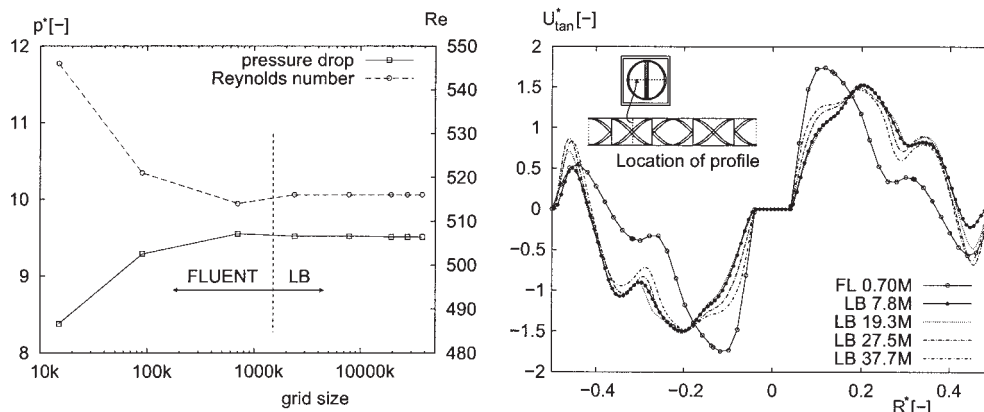 p*[–]
Re
12
11
10
9
8
550
540
530
520
510
500
490
480
pressure drop
Reynolds number
FLUENT
LB
10k
100k
1000k
10000k
grid size
U*tan[–]
2
1.5
1
0.5
0
−0.5
−1
−1.5
−2
Location of profile
FL 0.70M
LB 7.8M
LB 19.3M
LB 27.5M
LB 37.7M
−0.4
−0.2
0
0.2
0.4
R*[–]